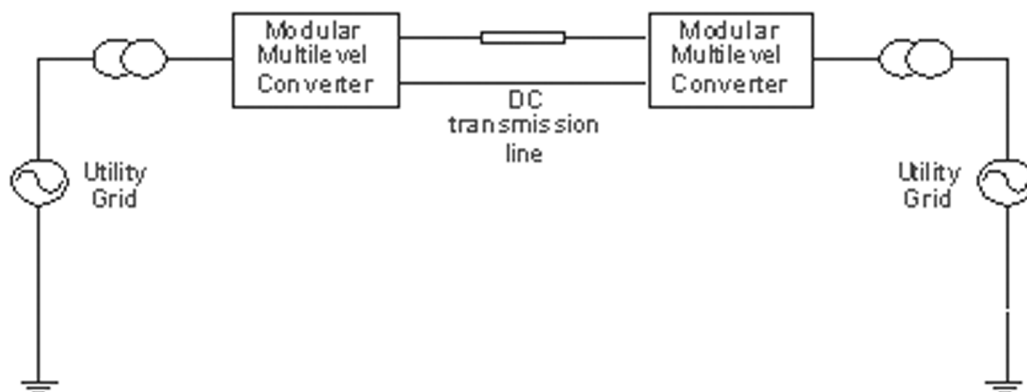 Modular
Multilevel
Converter
Modular
Multilevel
Converter
DC
transmission
line
Utility
Grid
Utility
Grid